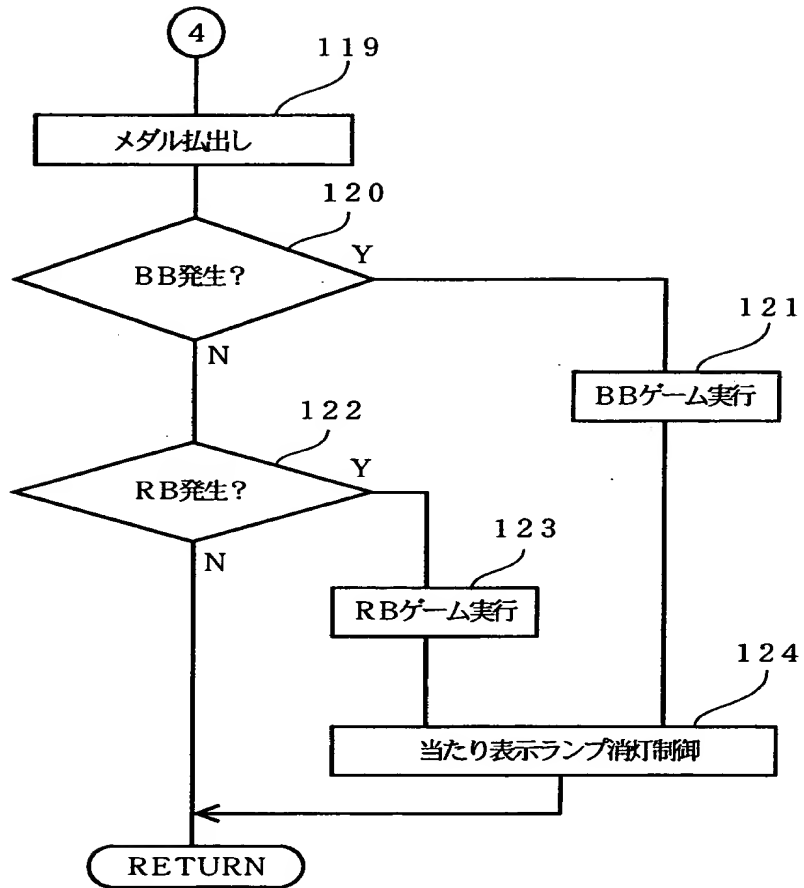 4
119
メダル払出し
120
BB発生?
Y
N
121
BBゲーム実行
122
RB発生?
Y
N
123
RBゲーム実行
124
当たり表示ランプ消灯制御
RETURN